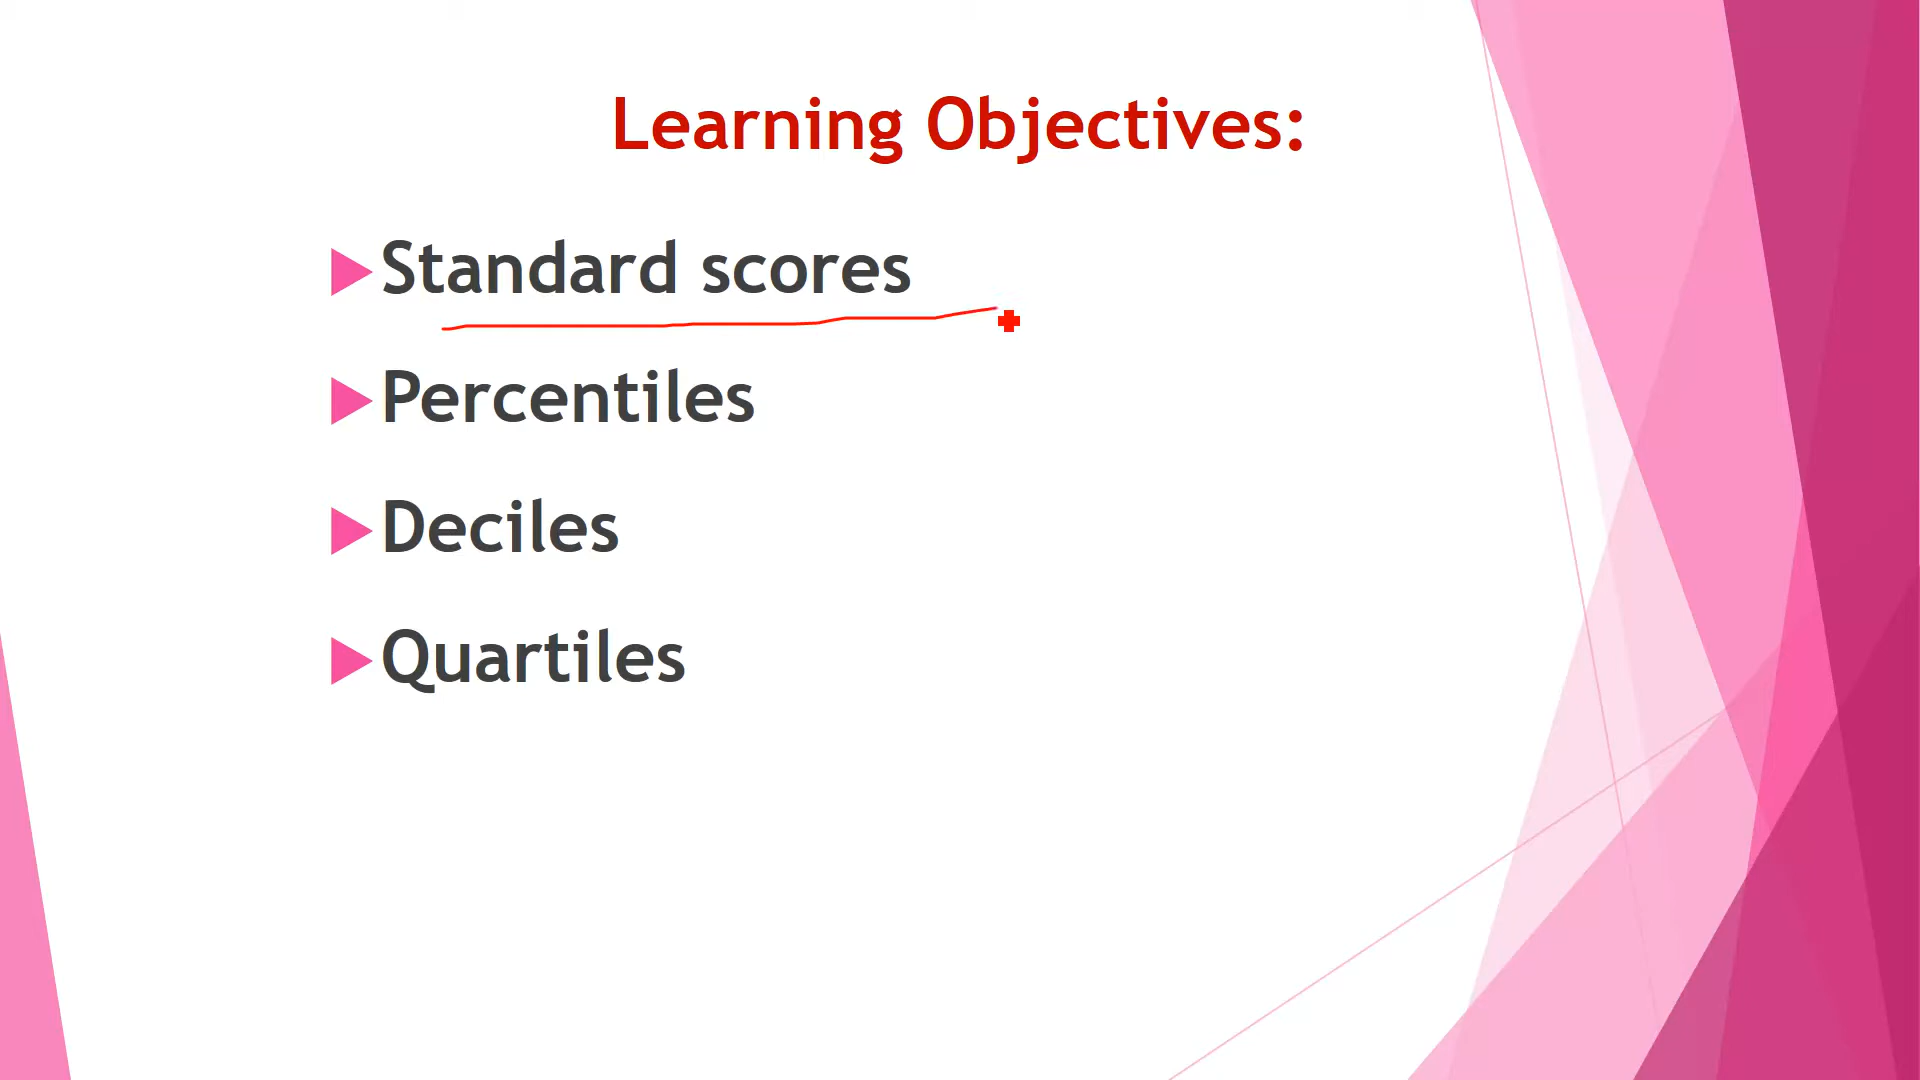 Learning Objectives:
Standard scores
Percentiles
Deciles
Quartiles